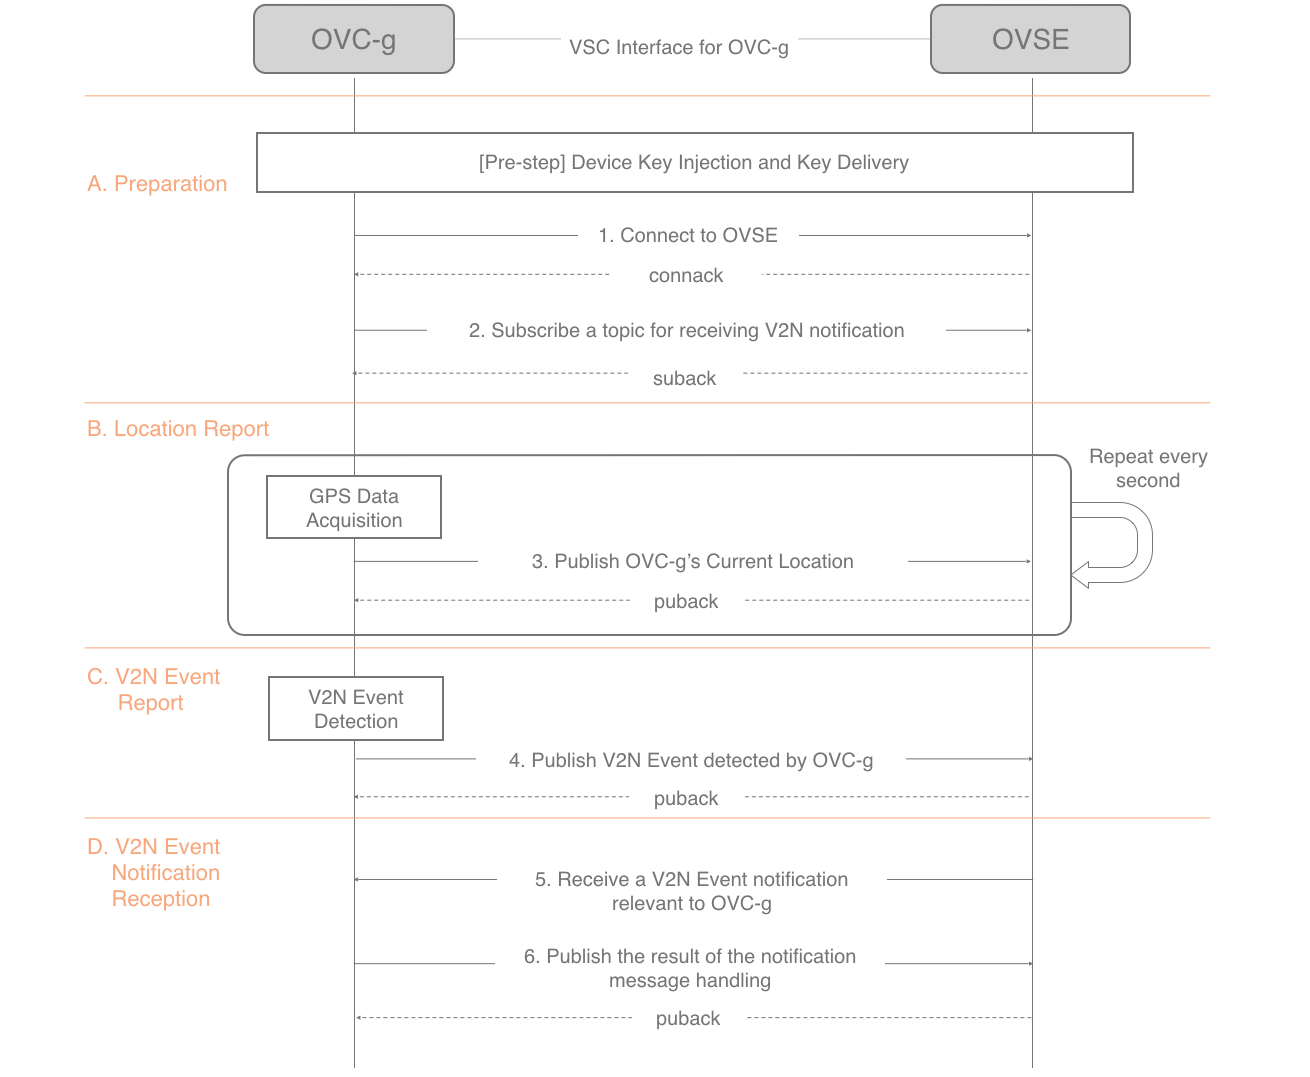 OVC-g
VSC Interface for OVC-g
OVSE
[Pre-step] Device Key Injection and Key Delivery
A. Preparation
1. Connect to OVSE
connack
2. Subscribe a topic for receiving V2N notification
suback
B. Location Report
Repeat every
second
GPS Data
Acquisition
3. Publish OVC-g’s Current Location
puback
C. V2N Event
Report
V2N Event
Detection
4. Publish V2N Event detected by OVC-g
puback
D. V2N Event
Notification
Reception
5. Receive a V2N Event notification
relevant to OVC-g
6. Publish the result of the notification
message handling
puback